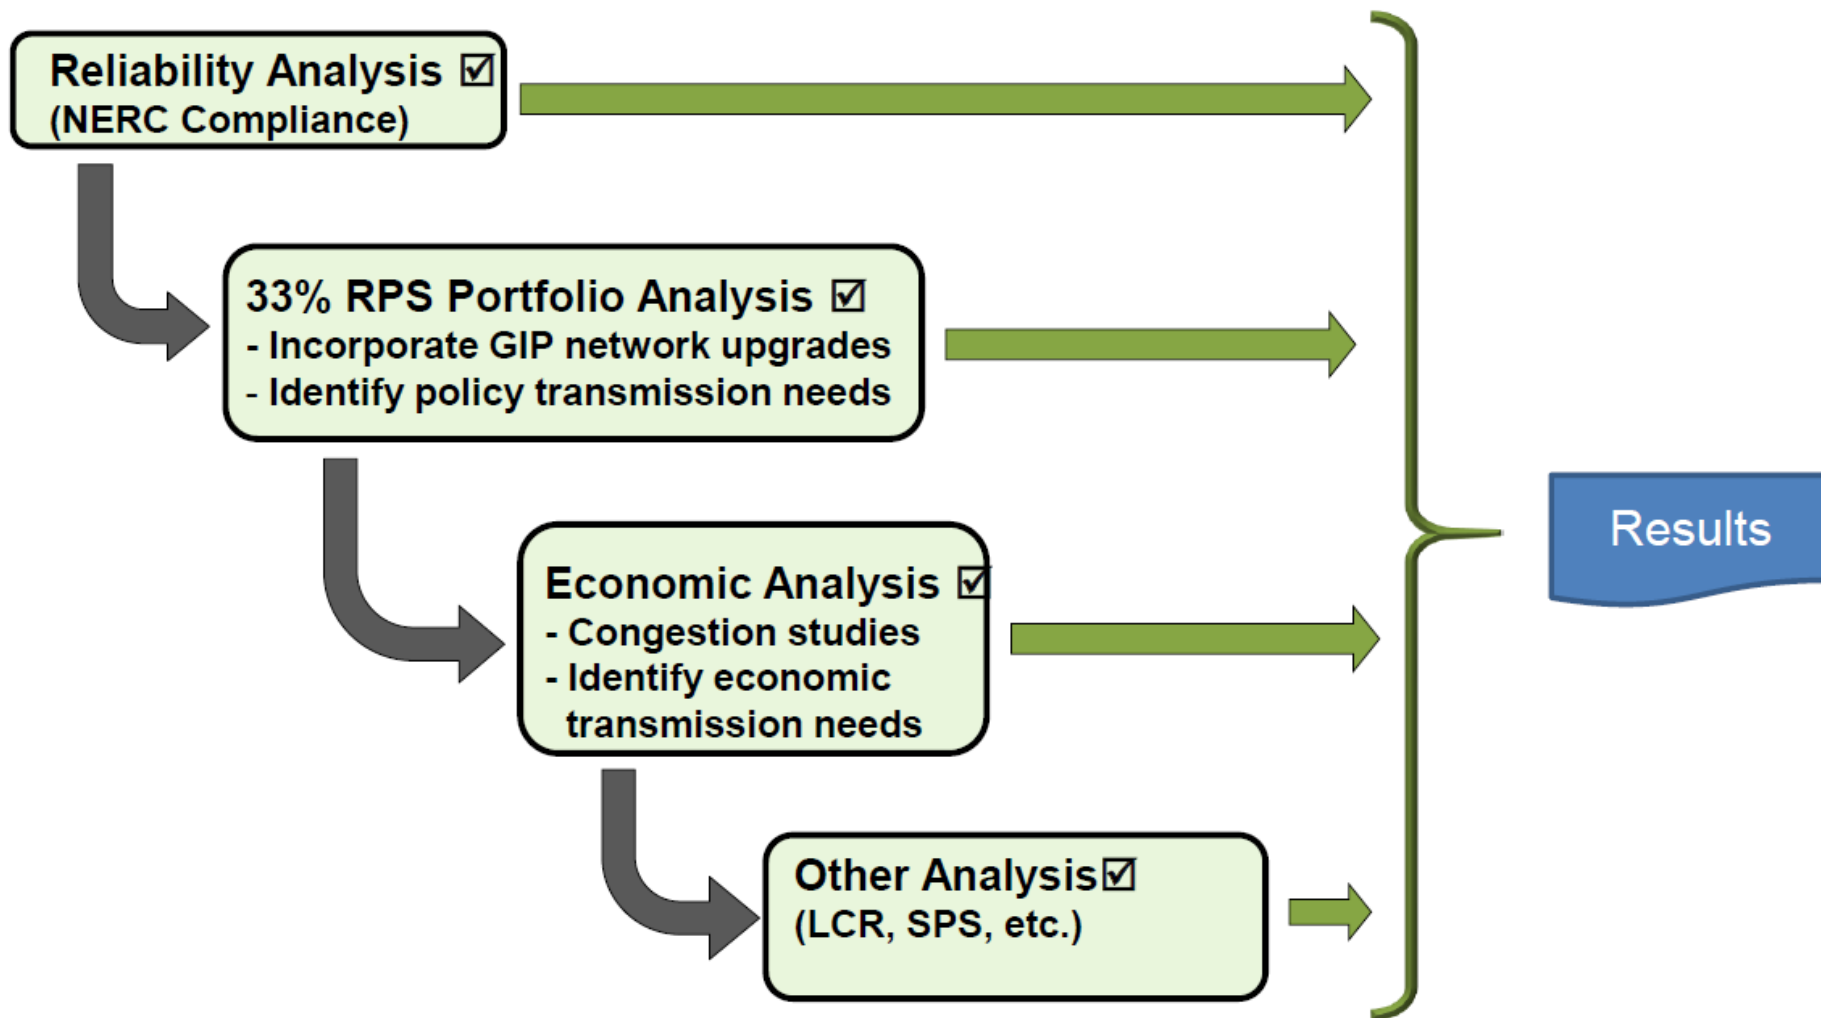 Reliability Analysis ☑
(NERC Compliance)
33% RPS Portfolio Analysis ☑
- Incorporate GIP network upgrades
- Identify policy transmission needs
Economic Analysis ☑
- Congestion studies
- Identify economic
transmission needs
Other Analysis☑
(LCR, SPS, etc.)
Results